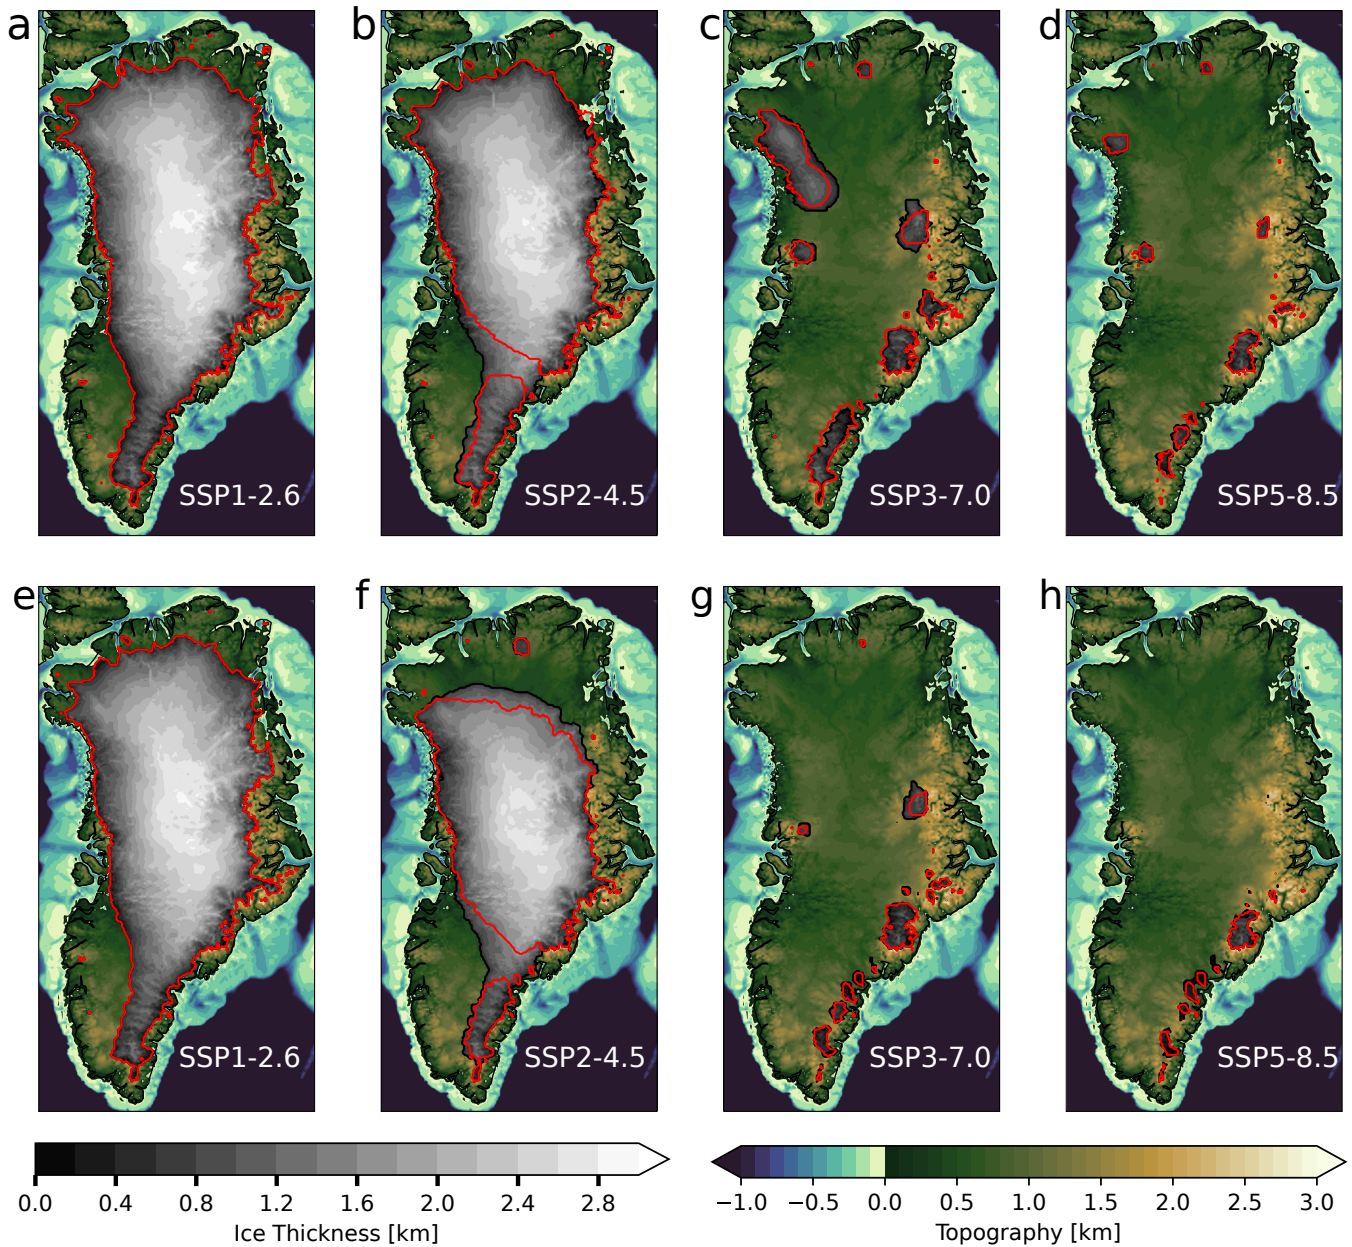 a
b
c
d
SSP1-2.6
SSP2-4.5
SSP3-7.0
SSP5-8.5
e
f
g
h
SSP1-2.6
SSP2-4.5
SSP3-7.0
SSP5-8.5
0.0 0.4 0.8 1.2 1.6 2.0 2.4 2.8
Ice Thickness [km]
−1.0 −0.5 0.0 0.5 1.0 1.5 2.0 2.5 3.0
Topography [km]